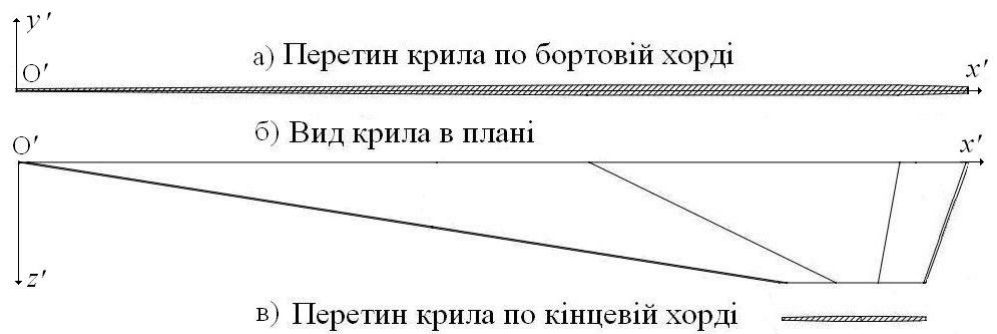 y'
а) Перетин крила по бортовій хорді
O' x'
б) Вид крила в плані
O' x'
z'
в) Перетин крила по кінцевій хорді